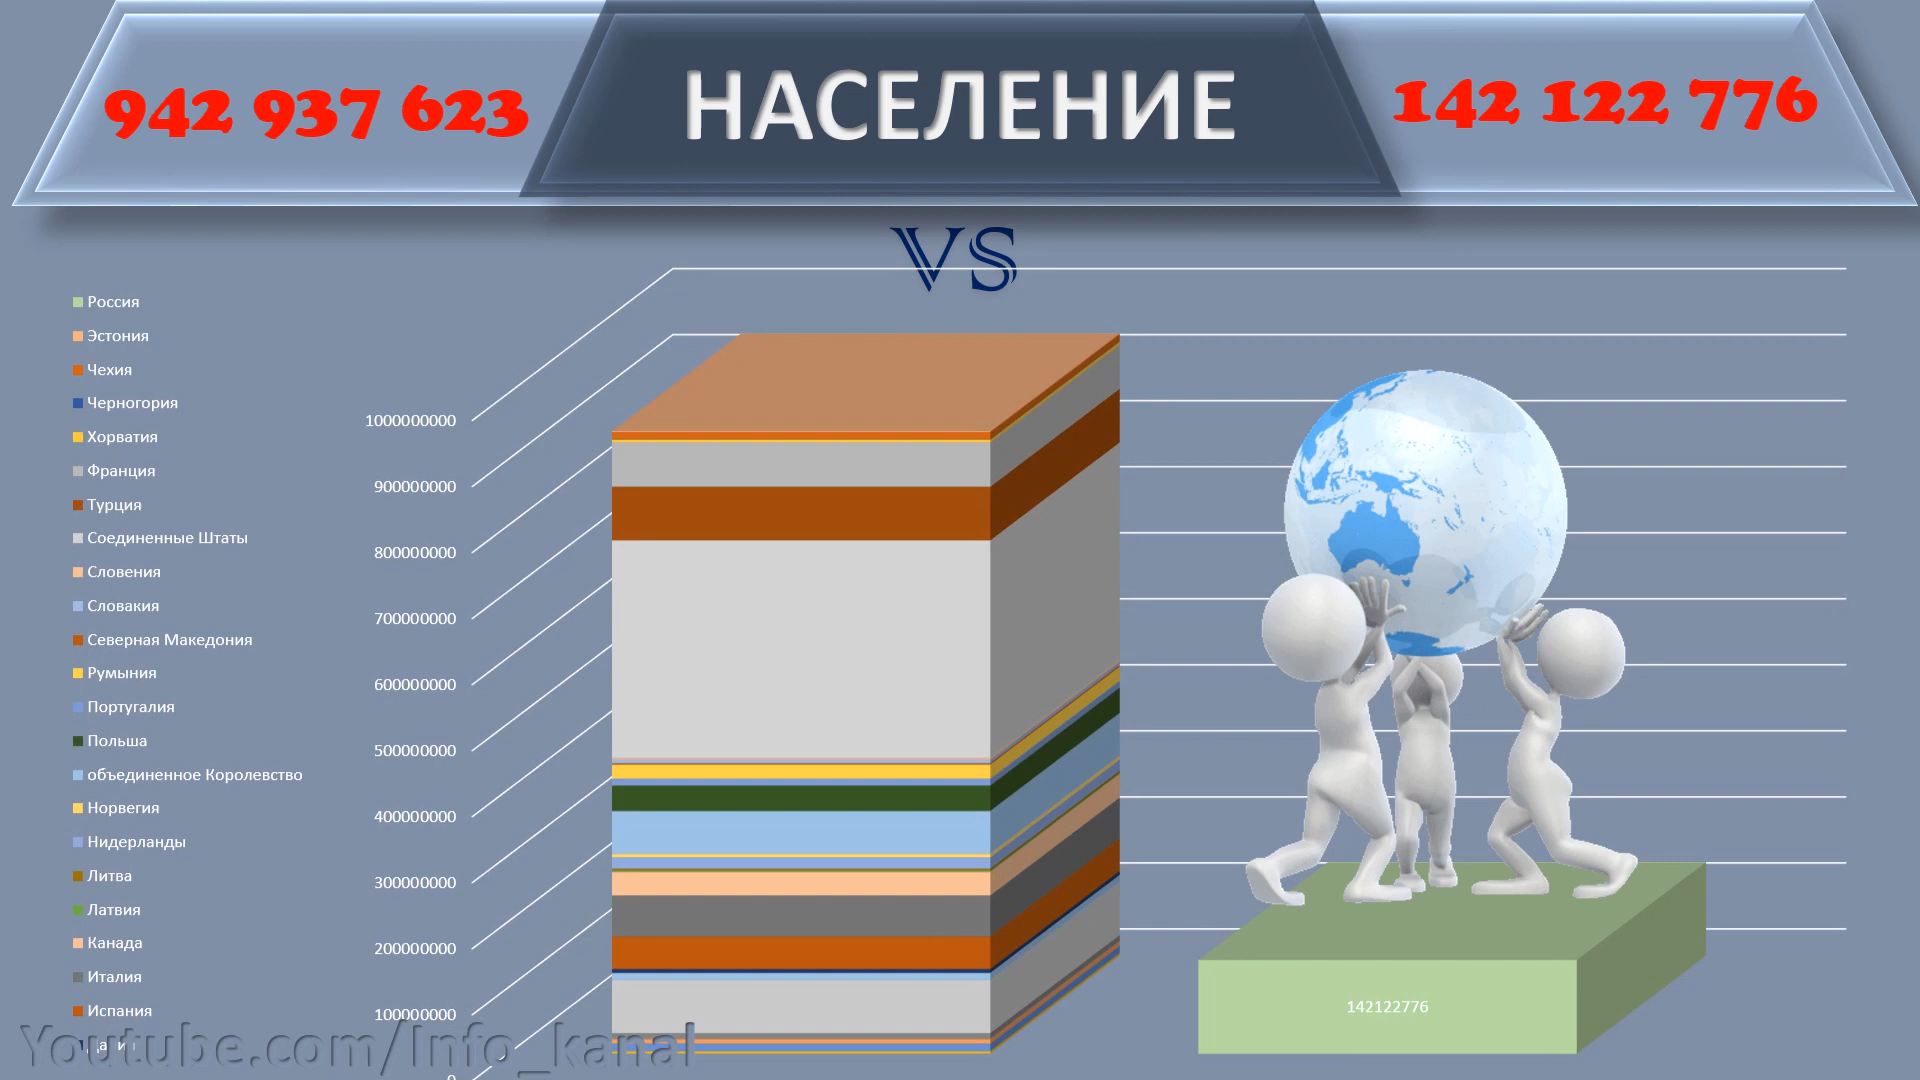 942 937 623
НАСЕЛЕНИЕ
142 122 776
VS
Россия
Эстония
Чехия
Черногория
Хорватия
Франция
Турция
Соединенные Штаты
Словения
Словакия
Северная Македония
Румыния
Португалия
Польша
объединенное Королевство
Норвегия
Нидерланды
Литва
Латвия
Канада
Италия
Испания
Дания
1000000000
900000000
800000000
700000000
600000000
500000000
400000000
300000000
200000000
100000000
0
142122776
Youtube.com/Info_kanal